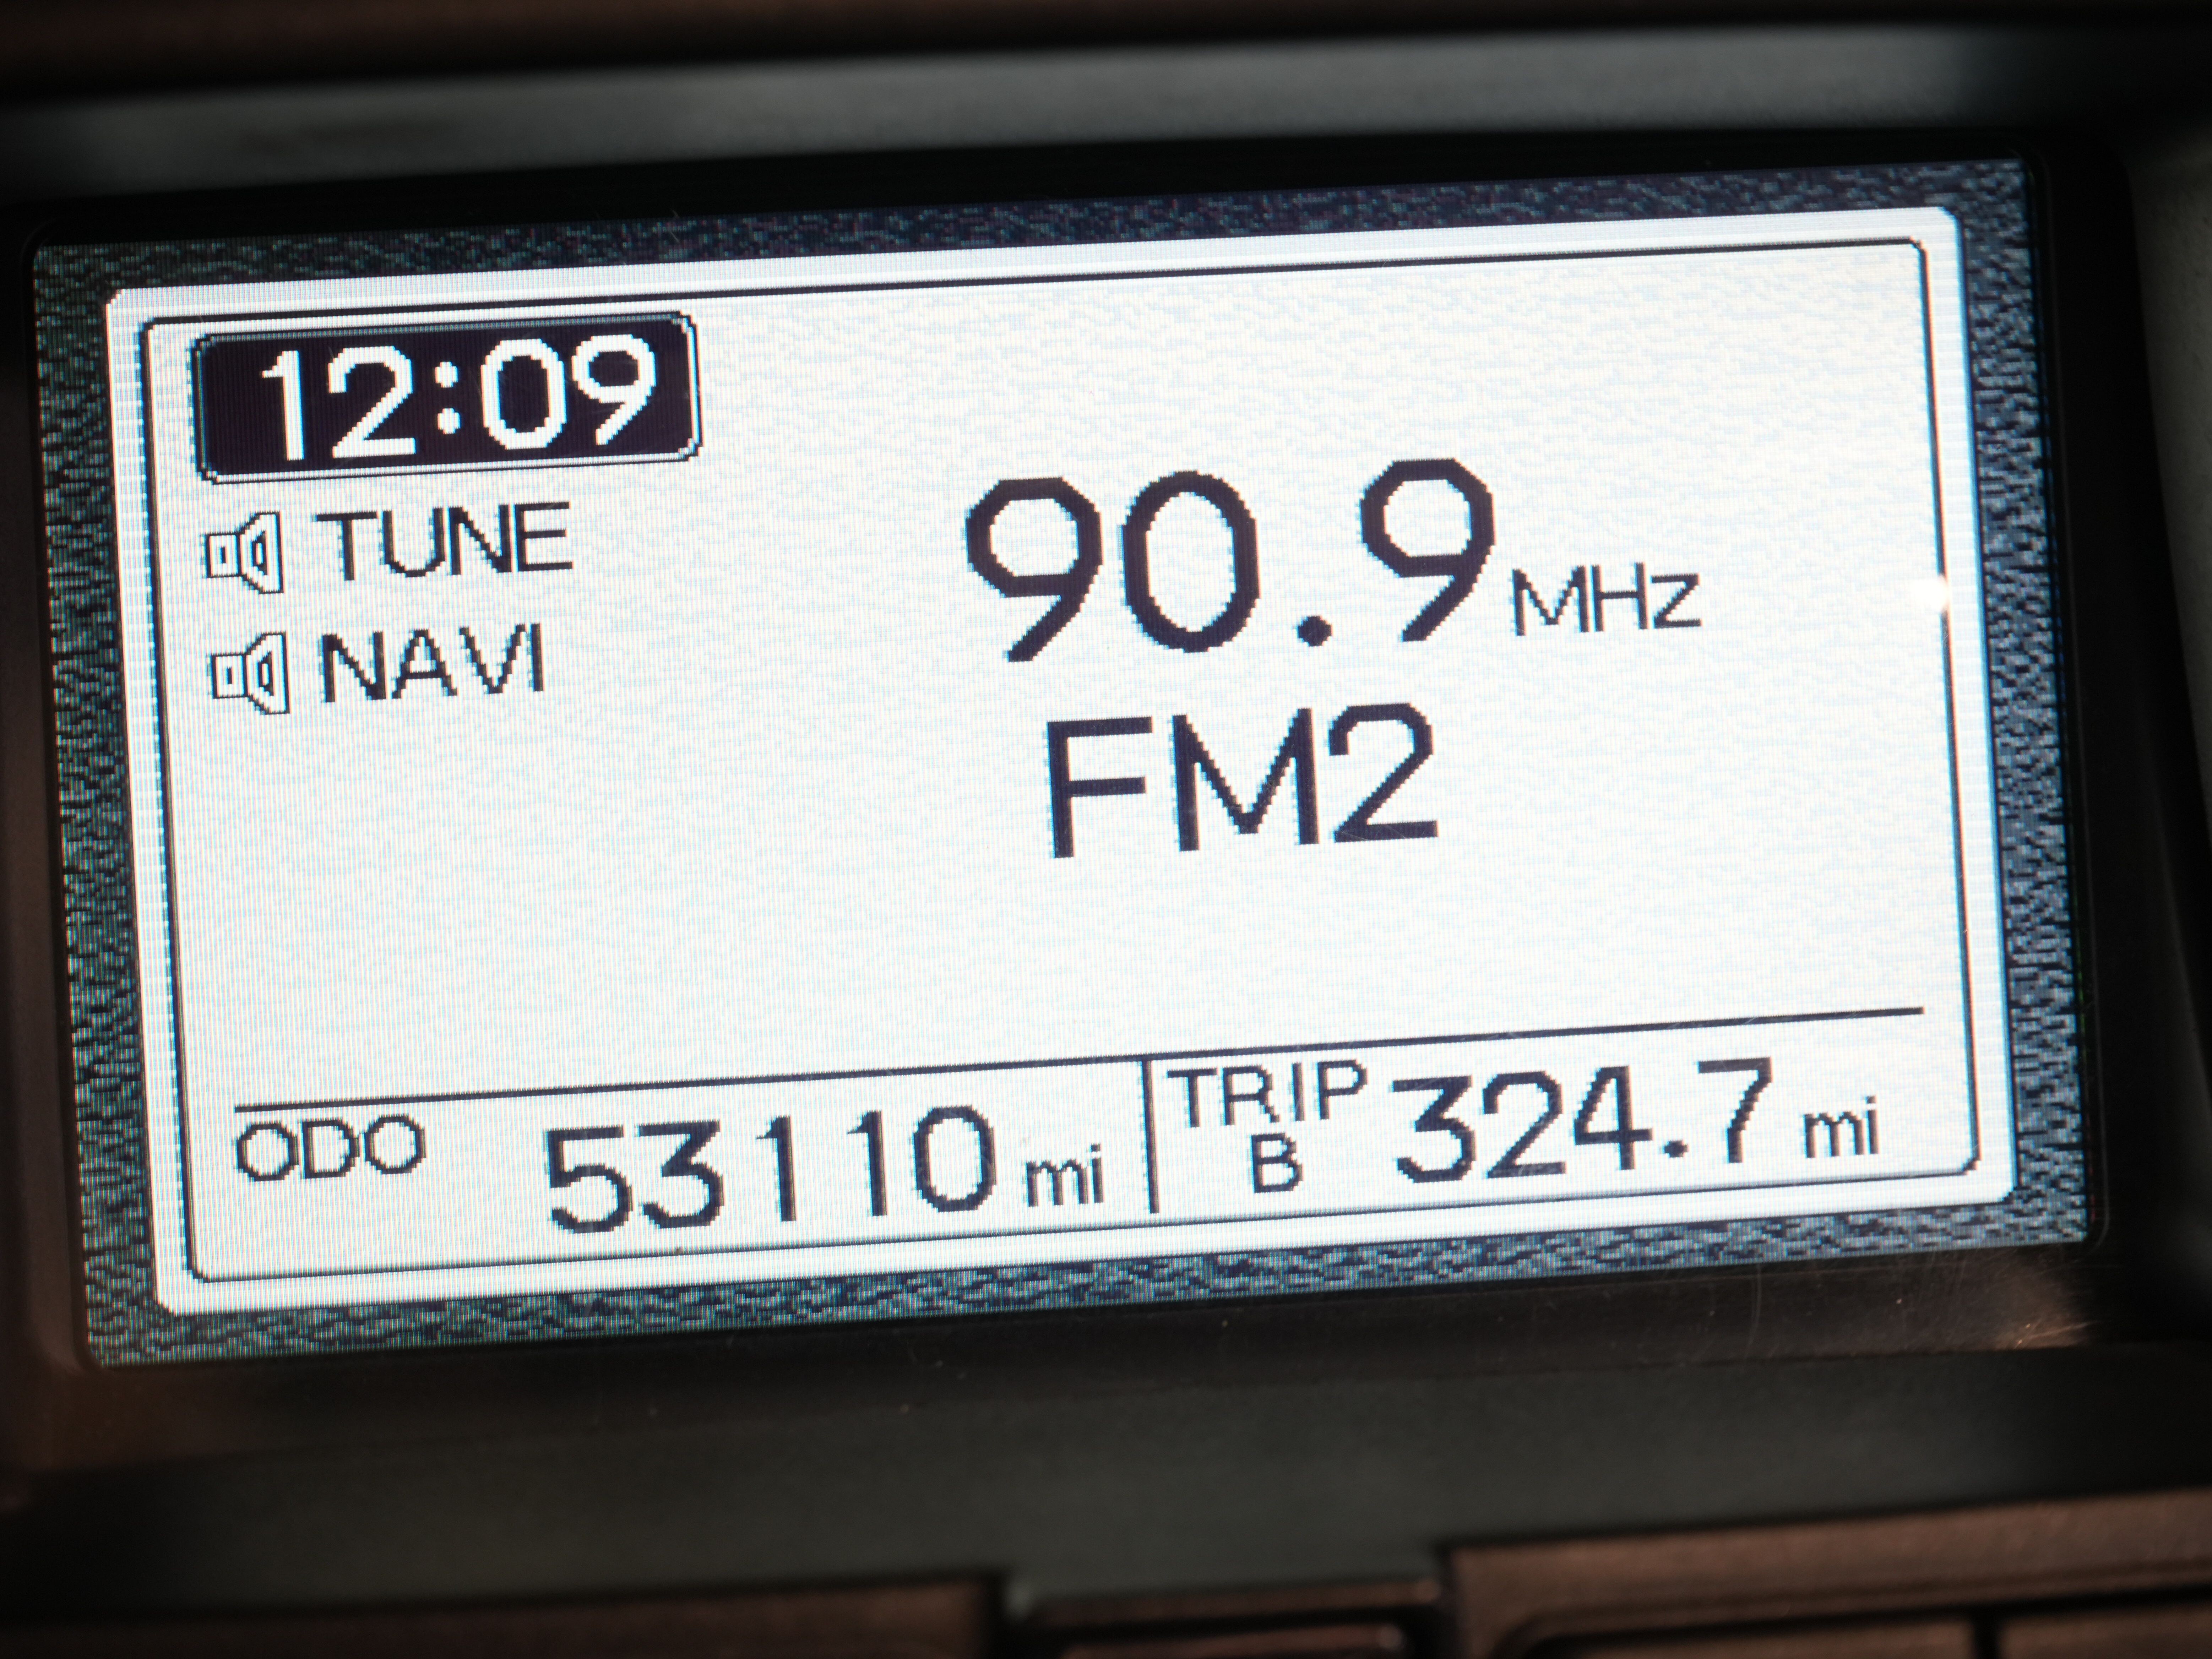 12:09
TUNE
NAVI
90.9 MHz
FM2
ODO 53110 mi
TRIP B 324.7 mi